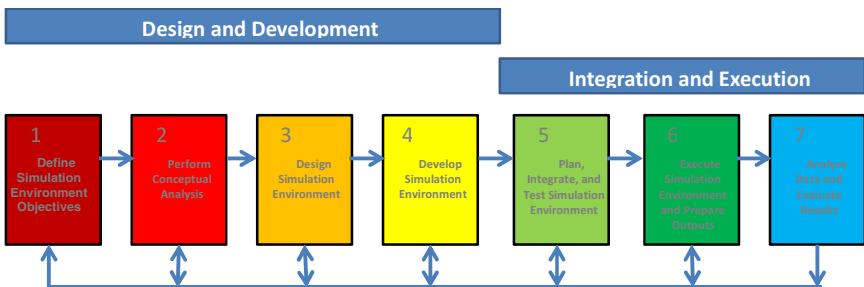 Design and Development
Integration and Execution
1
Define
Simulation
Environment
Objectives
2
Perform
Conceptual
Analysis
3
Design
Simulation
Environment
4
Develop
Simulation
Environment
5
Plan,
Integrate, and
Test Simulation
Environment
6
Execute
Simulation
Environment
and Prepare
Outputs
7
Analyze
Data and
Evaluate
Results